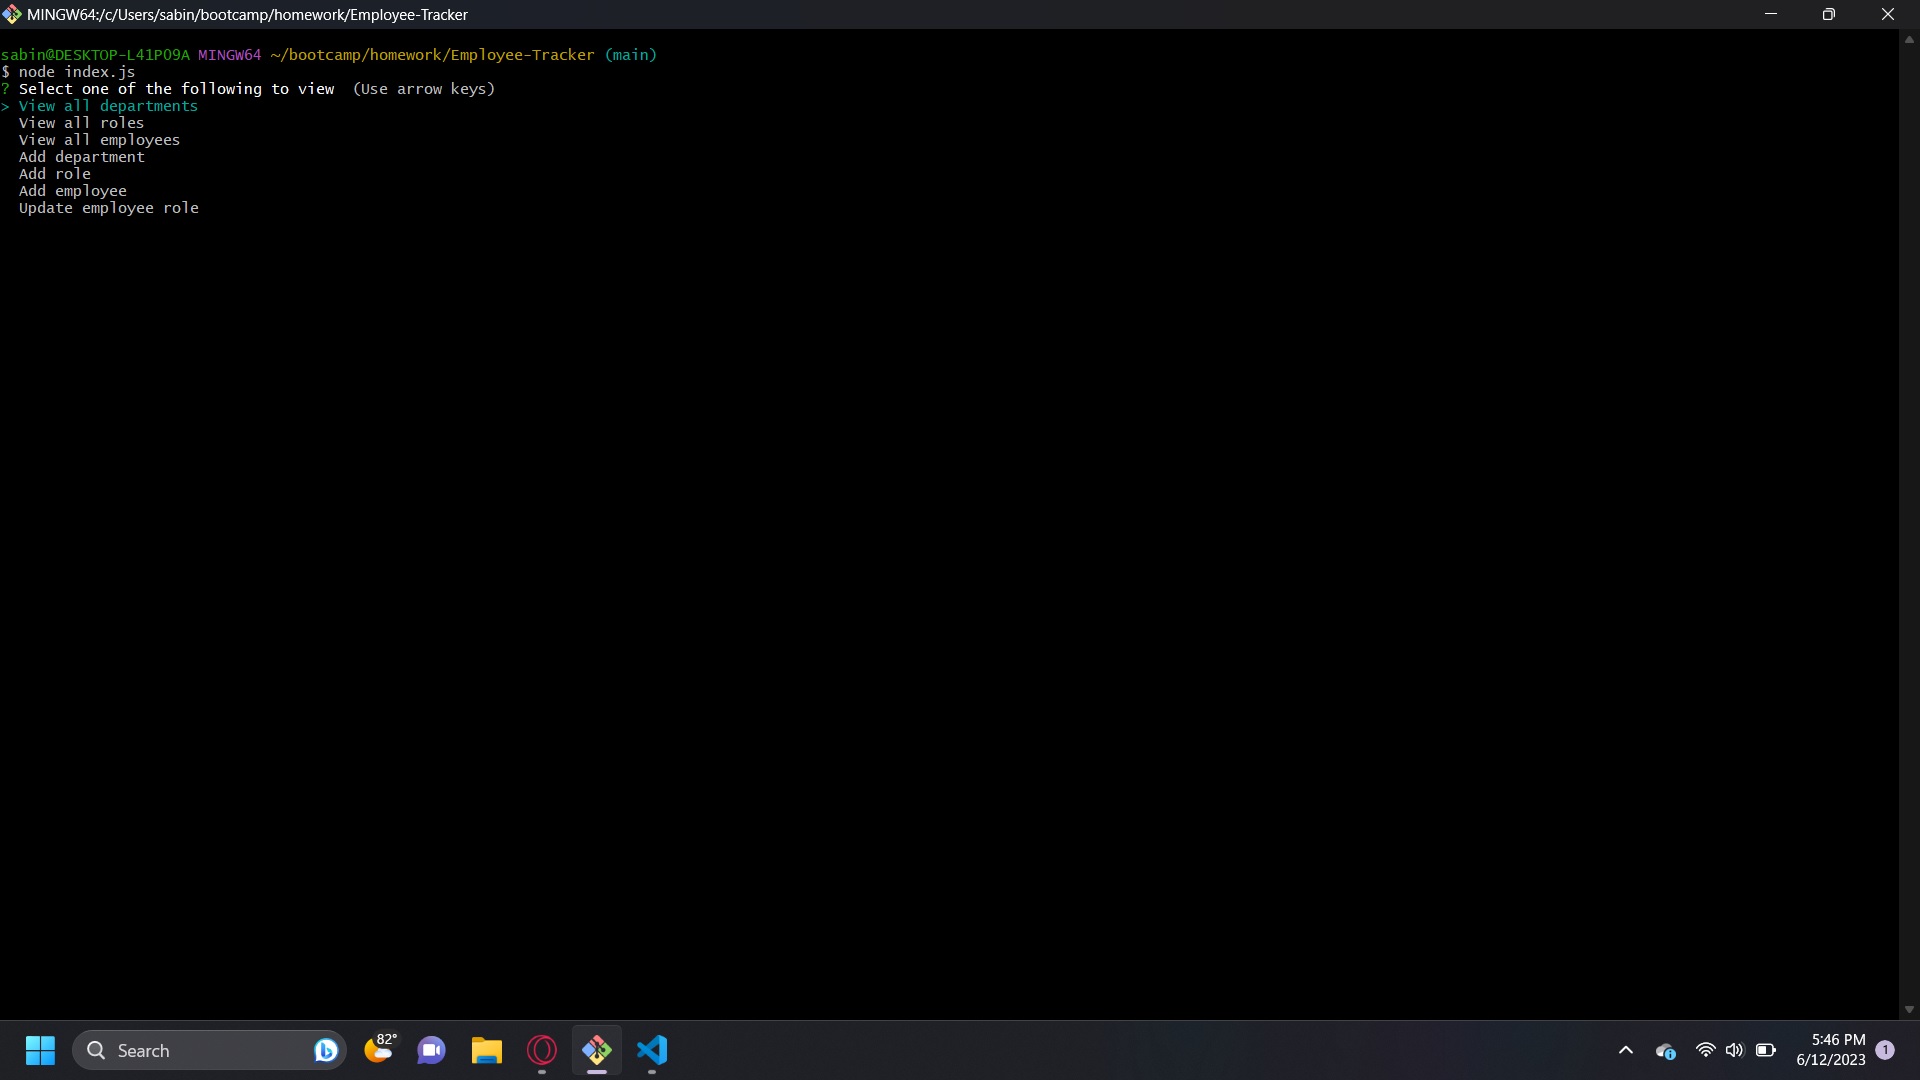 MINGW64:/c/Users/sabin/bootcamp/homework/Employee-Tracker
sabin@DESKTOP-L41PO9A MINGW64 ~/bootcamp/homework/Employee-Tracker (main)
$ node index.js
? Select one of the following to view  (Use arrow keys)
> View all departments
  View all roles
  View all employees
  Add department
  Add role
  Add employee
  Update employee role
Search
82°
5:46 PM
6/12/2023
1